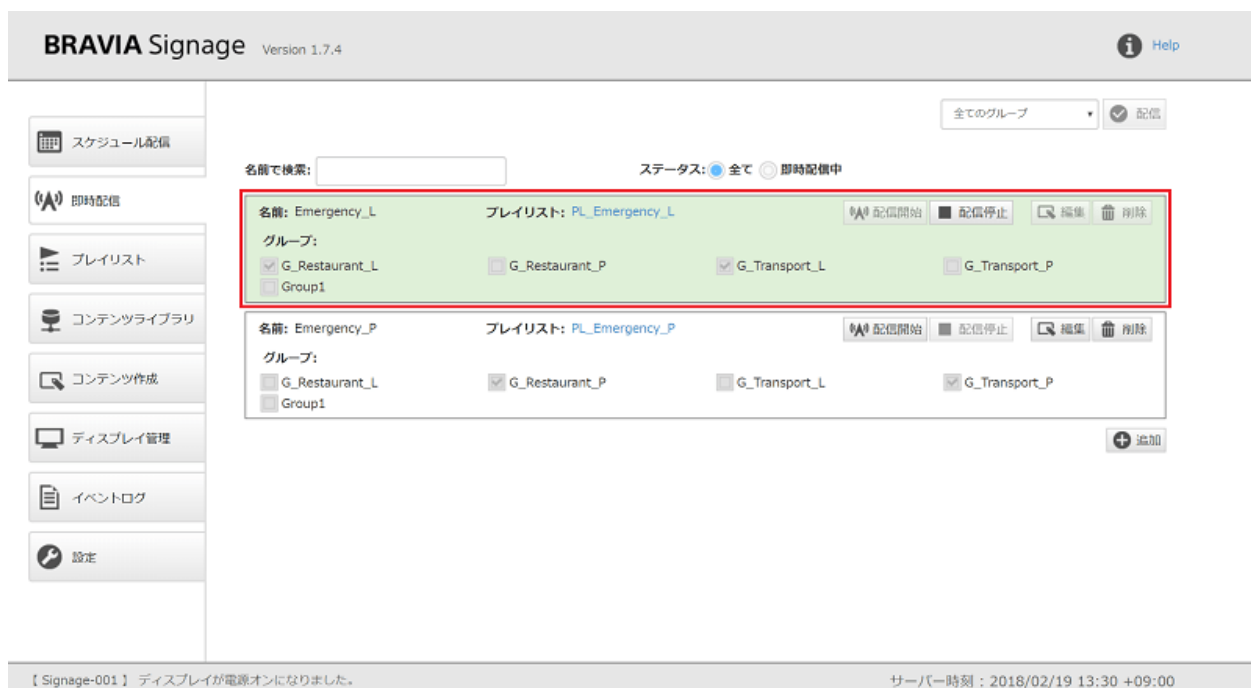 BRAVIA Signage Version 1.7.4
Help
全てのグループ
配信
スケジュール配信
即時配信
プレイリスト
コンテンツライブラリ
コンテンツ作成
ディスプレイ管理
イベントログ
設定
名前で検索:
ステータス: 全て 即時配信中
名前: Emergency_L プレイリスト: PL_Emergency_L 配信開始 配信停止 編集 削除
グループ:
G_Restaurant_L G_Restaurant_P G_Transport_L G_Transport_P
Group1
名前: Emergency_P プレイリスト: PL_Emergency_P 配信開始 配信停止 編集 削除
グループ:
G_Restaurant_L G_Restaurant_P G_Transport_L G_Transport_P
Group1
追加
【 Signage-001 】 ディスプレイが電源オンになりました。
サーバー時刻 : 2018/02/19 13:30 +09:00